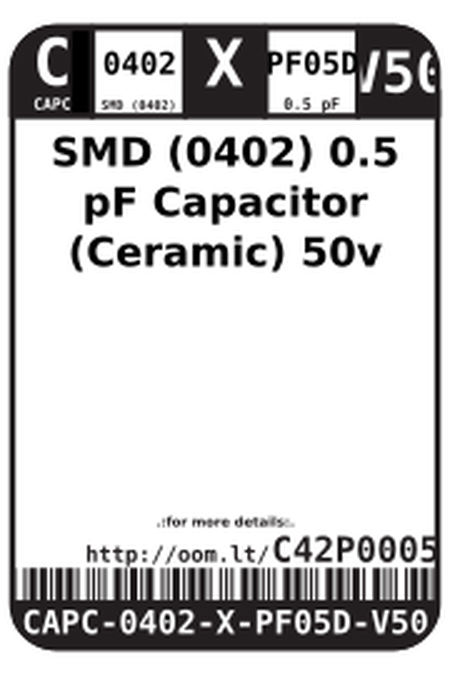 C 0402 X PF05D V50
CAPC SMD (0402) 0.5 pF
SMD (0402) 0.5
pF Capacitor
(Ceramic) 50v
.:for more details:.
http://oom.lt/C42P0005
CAPC-0402-X-PF05D-V50